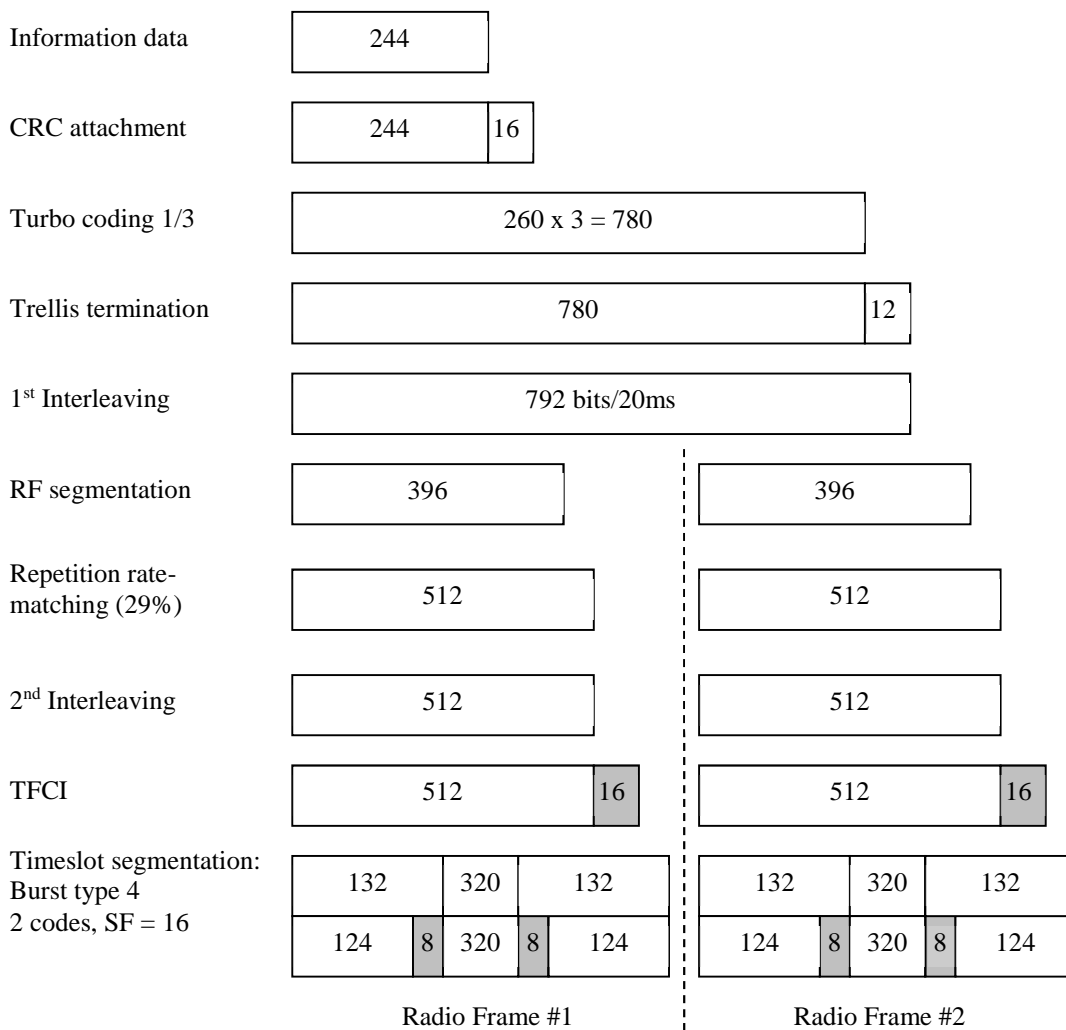 Information data
244
CRC attachment
244 16
Turbo coding 1/3
260 x 3 = 780
Trellis termination
780 12
1st Interleaving
792 bits/20ms
RF segmentation
396 396
Repetition rate-
matching (29%)
512 512
2nd Interleaving
512 512
TFCI
512 16 512 16
Timeslot segmentation:
Burst type 4
2 codes, SF = 16
132 320 132 132 320 132
124 8 320 8 124 124 8 320 8 124
Radio Frame #1 Radio Frame #2